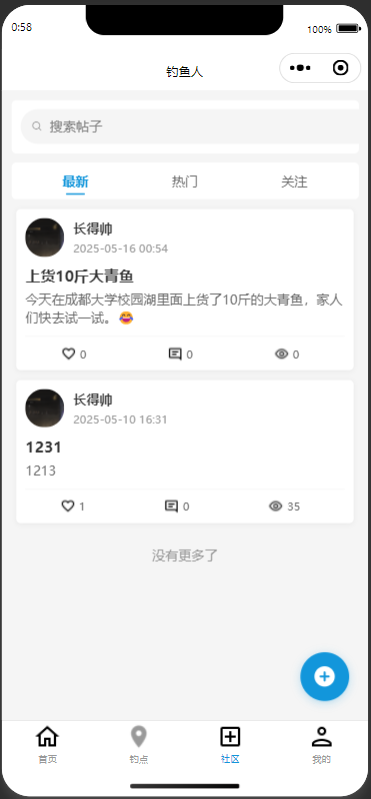 0:58
100%
钓鱼人
搜索帖子
最新
热门
关注
长得帅
2025-05-16 00:54
上货10斤大青鱼
今天在成都大学校园湖里面上货了10斤的大青鱼，家人
们快去试一试。😂
0
0
0
长得帅
2025-05-10 16:31
1231
1213
1
0
35
没有更多了
首页
钓点
社区
我的